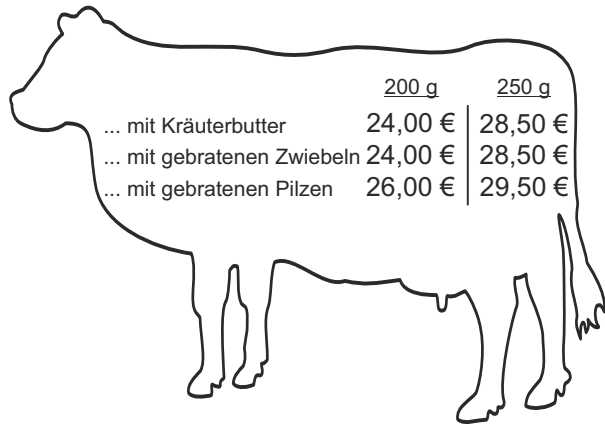 200 g 250 g
... mit Kräuterbutter 24,00 € 28,50 €
... mit gebratenen Zwiebeln 24,00 € 28,50 €
... mit gebratenen Pilzen 26,00 € 29,50 €